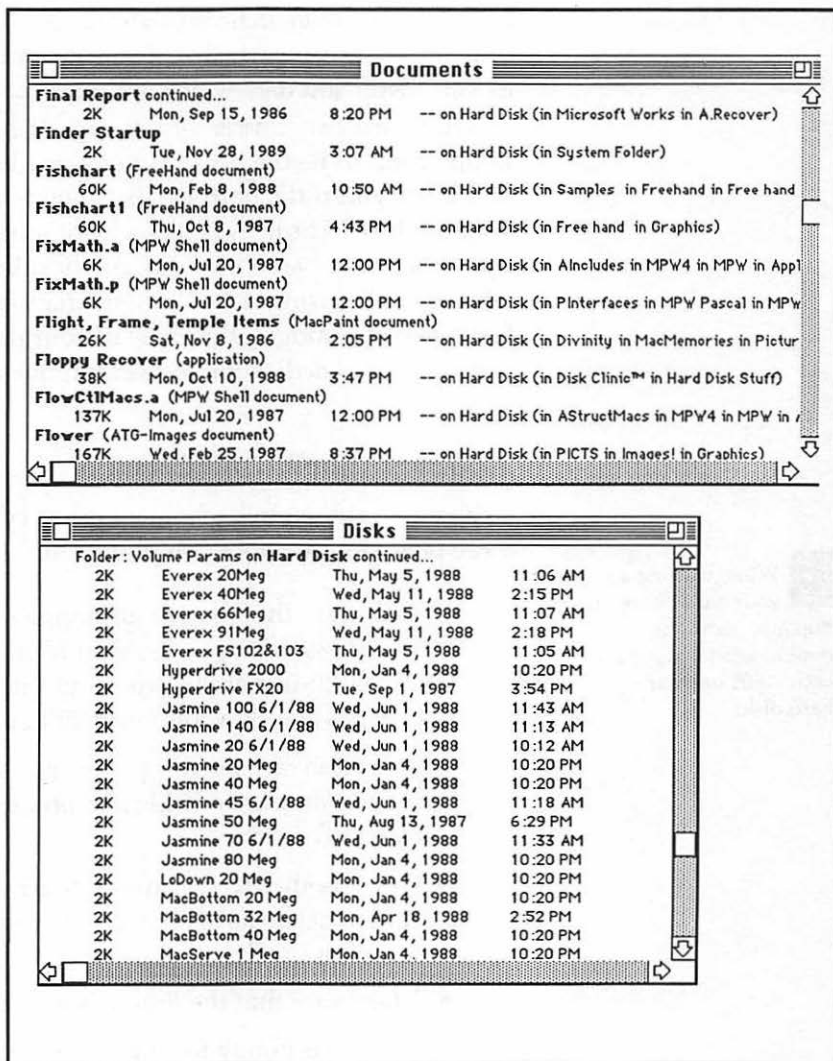 Documents
Final Report continued...
2K Mon, Sep 15, 1986 8:20 PM -- on Hard Disk (in Microsoft Works in A.Recover)
Finder Startup
2K Tue, Nov 28, 1989 3:07 AM -- on Hard Disk (in System Folder)
Fishchart (FreeHand document)
60K Mon, Feb 8, 1988 10:50 AM -- on Hard Disk (in Samples in Freehand in Free hand
Fishchart1 (FreeHand document)
60K Thu, Oct 8, 1987 4:43 PM -- on Hard Disk (in Free hand in Graphics)
FixMath.a (MPW Shell document)
6K Mon, Jul 20, 1987 12:00 PM -- on Hard Disk (in AIncludes in MPW4 in MPW in Appl
FixMath.p (MPW Shell document)
6K Mon, Jul 20, 1987 12:00 PM -- on Hard Disk (in PInterfaces in MPW Pascal in MPW
Flight, Frame, Temple Items (MacPaint document)
26K Sat, Nov 8, 1986 2:05 PM -- on Hard Disk (in Divinity in MacMemories in Pictur
Floppy Recover (application)
38K Mon, Oct 10, 1988 3:47 PM -- on Hard Disk (in Disk Clinic™ in Hard Disk Stuff)
FlowCtlMacs.a (MPW Shell document)
137K Mon, Jul 20, 1987 12:00 PM -- on Hard Disk (in AStructMacs in MPW4 in MPW in
Flower (ATG-Images document)
167K Wed, Feb 25, 1987 8:37 PM -- on Hard Disk (in PICTS in Images! in Graphics)
Disks
Folder : Volume Params on Hard Disk continued...
2K Everex 20Meg Thu, May 5, 1988 11:06 AM
2K Everex 40Meg Wed, May 11, 1988 2:15 PM
2K Everex 66Meg Thu, May 5, 1988 11:07 AM
2K Everex 91Meg Wed, May 11, 1988 2:18 PM
2K Everex FS102&103 Thu, May 5, 1988 11:05 AM
2K Hyperdrive 2000 Mon, Jan 4, 1988 10:20 PM
2K Hyperdrive FX20 Tue, Sep 1, 1987 3:54 PM
2K Jasmine 100 6/1/88 Wed, Jun 1, 1988 11:43 AM
2K Jasmine 140 6/1/88 Wed, Jun 1, 1988 11:13 AM
2K Jasmine 20 6/1/88 Wed, Jun 1, 1988 10:12 AM
2K Jasmine 20 Meg Mon, Jan 4, 1988 10:20 PM
2K Jasmine 40 Meg Mon, Jan 4, 1988 10:20 PM
2K Jasmine 45 6/1/88 Wed, Jun 1, 1988 11:18 AM
2K Jasmine 50 Meg Thu, Aug 13, 1987 6:29 PM
2K Jasmine 70 6/1/88 Wed, Jun 1, 1988 11:33 AM
2K Jasmine 80 Meg Mon, Jan 4, 1988 10:20 PM
2K LoDown 20 Meg Mon, Jan 4, 1988 10:20 PM
2K MacBottom 20 Meg Mon, Jan 4, 1988 10:20 PM
2K MacBottom 32 Meg Mon, Apr 18, 1988 2:52 PM
2K MacBottom 40 Meg Mon, Jan 4, 1988 10:20 PM
2K MacServe 1 Meg Mon, Jan 4, 1988 10:20 PM